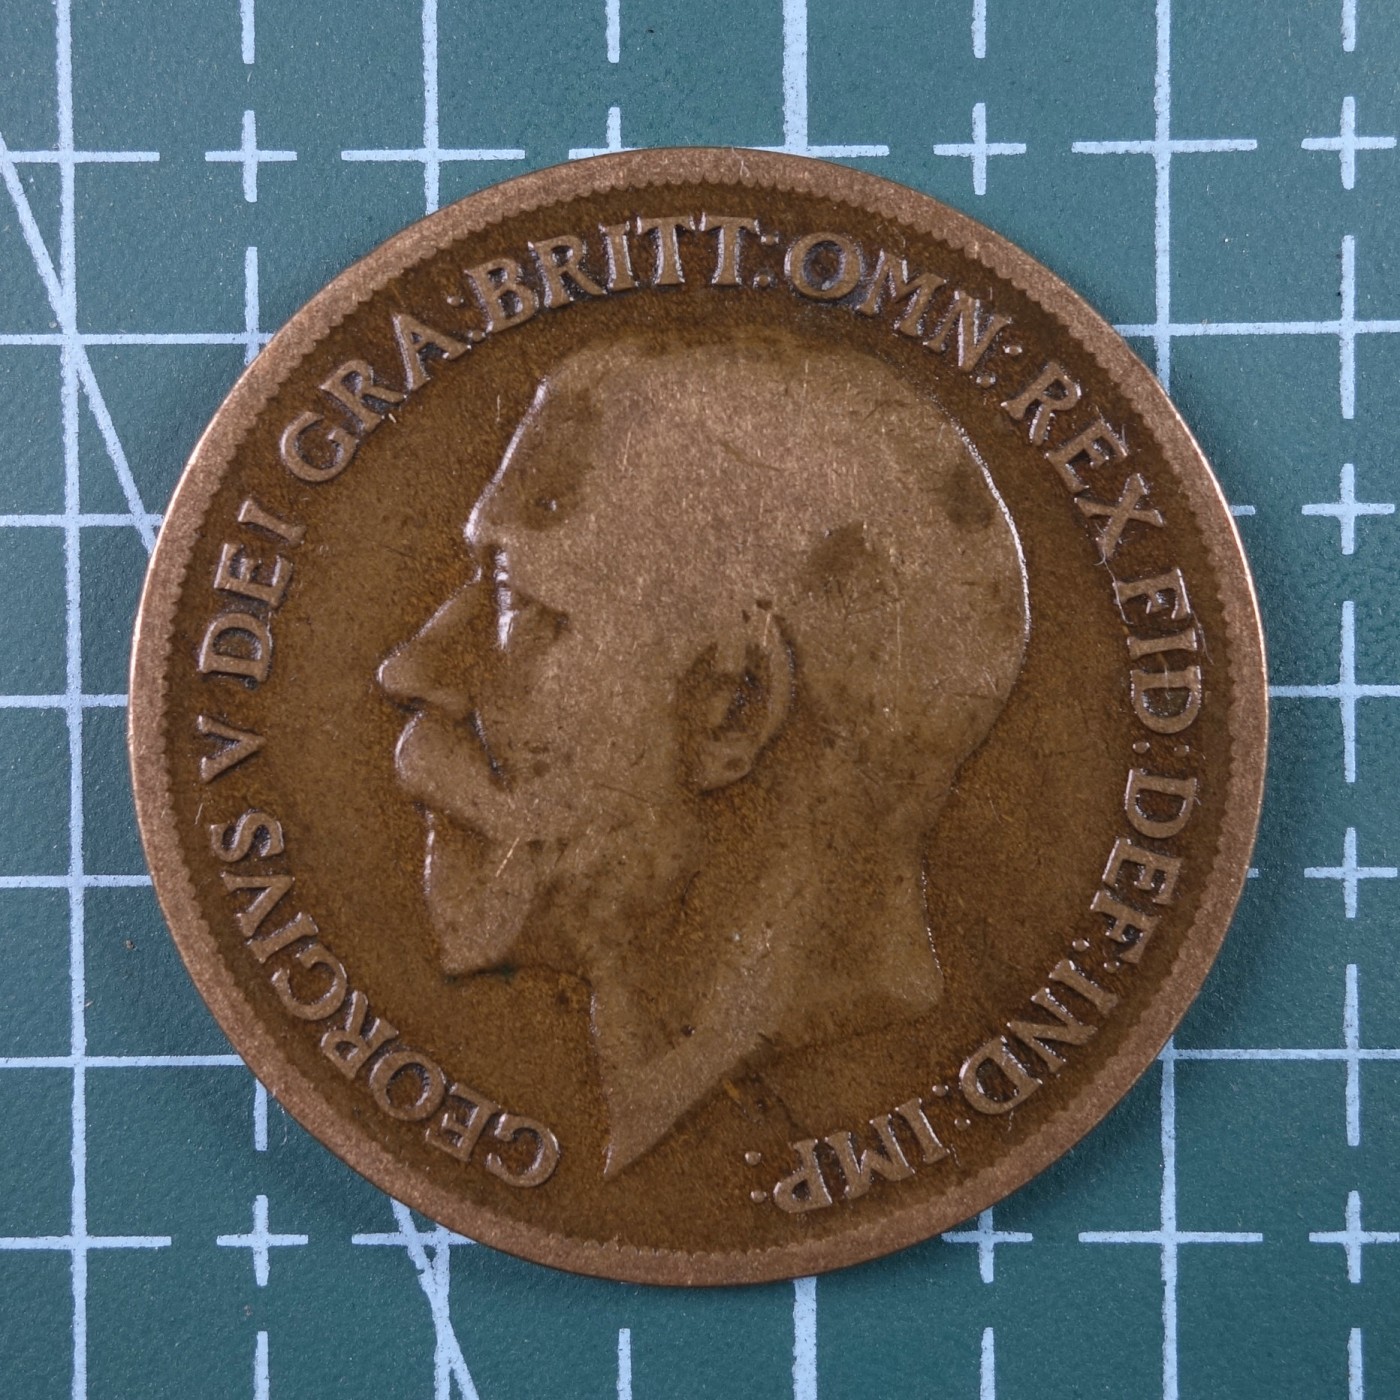 GEORGIVS V DEI GRA: BRITT: OMN: REX FID: DEF: IND: IMP: